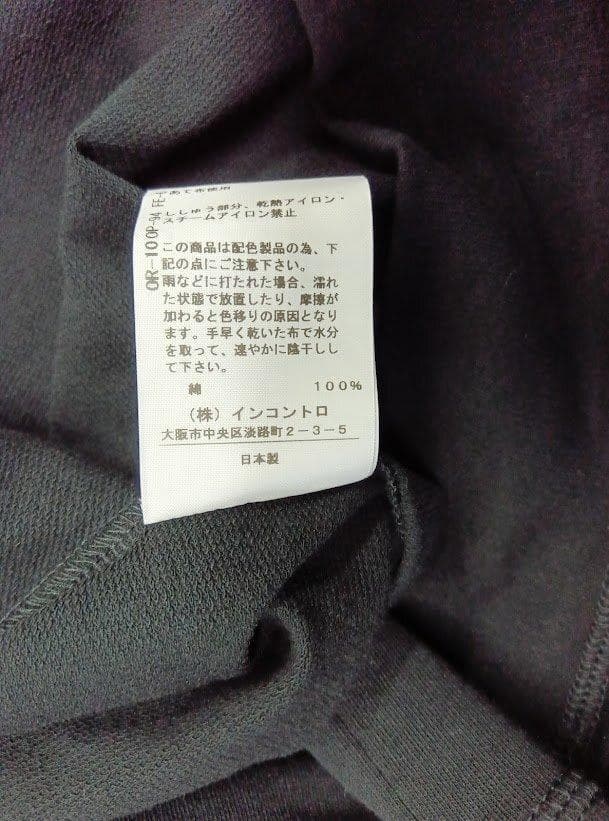 あて布使用
ししゅう部分、乾熱アイロン・
スチームアイロン禁止
この商品は配色製品の為、下
記の点にご注意下さい。
雨などに打たれた場合、濡れ
た状態で放置したり、摩擦が
加わると色移りの原因となり
ます。手早く乾いた布で水分
を取って、速やかに陰干しし
て下さい。
綿 100%
(株)インコントロ
大阪市中央区淡路町2-3-5
日本製